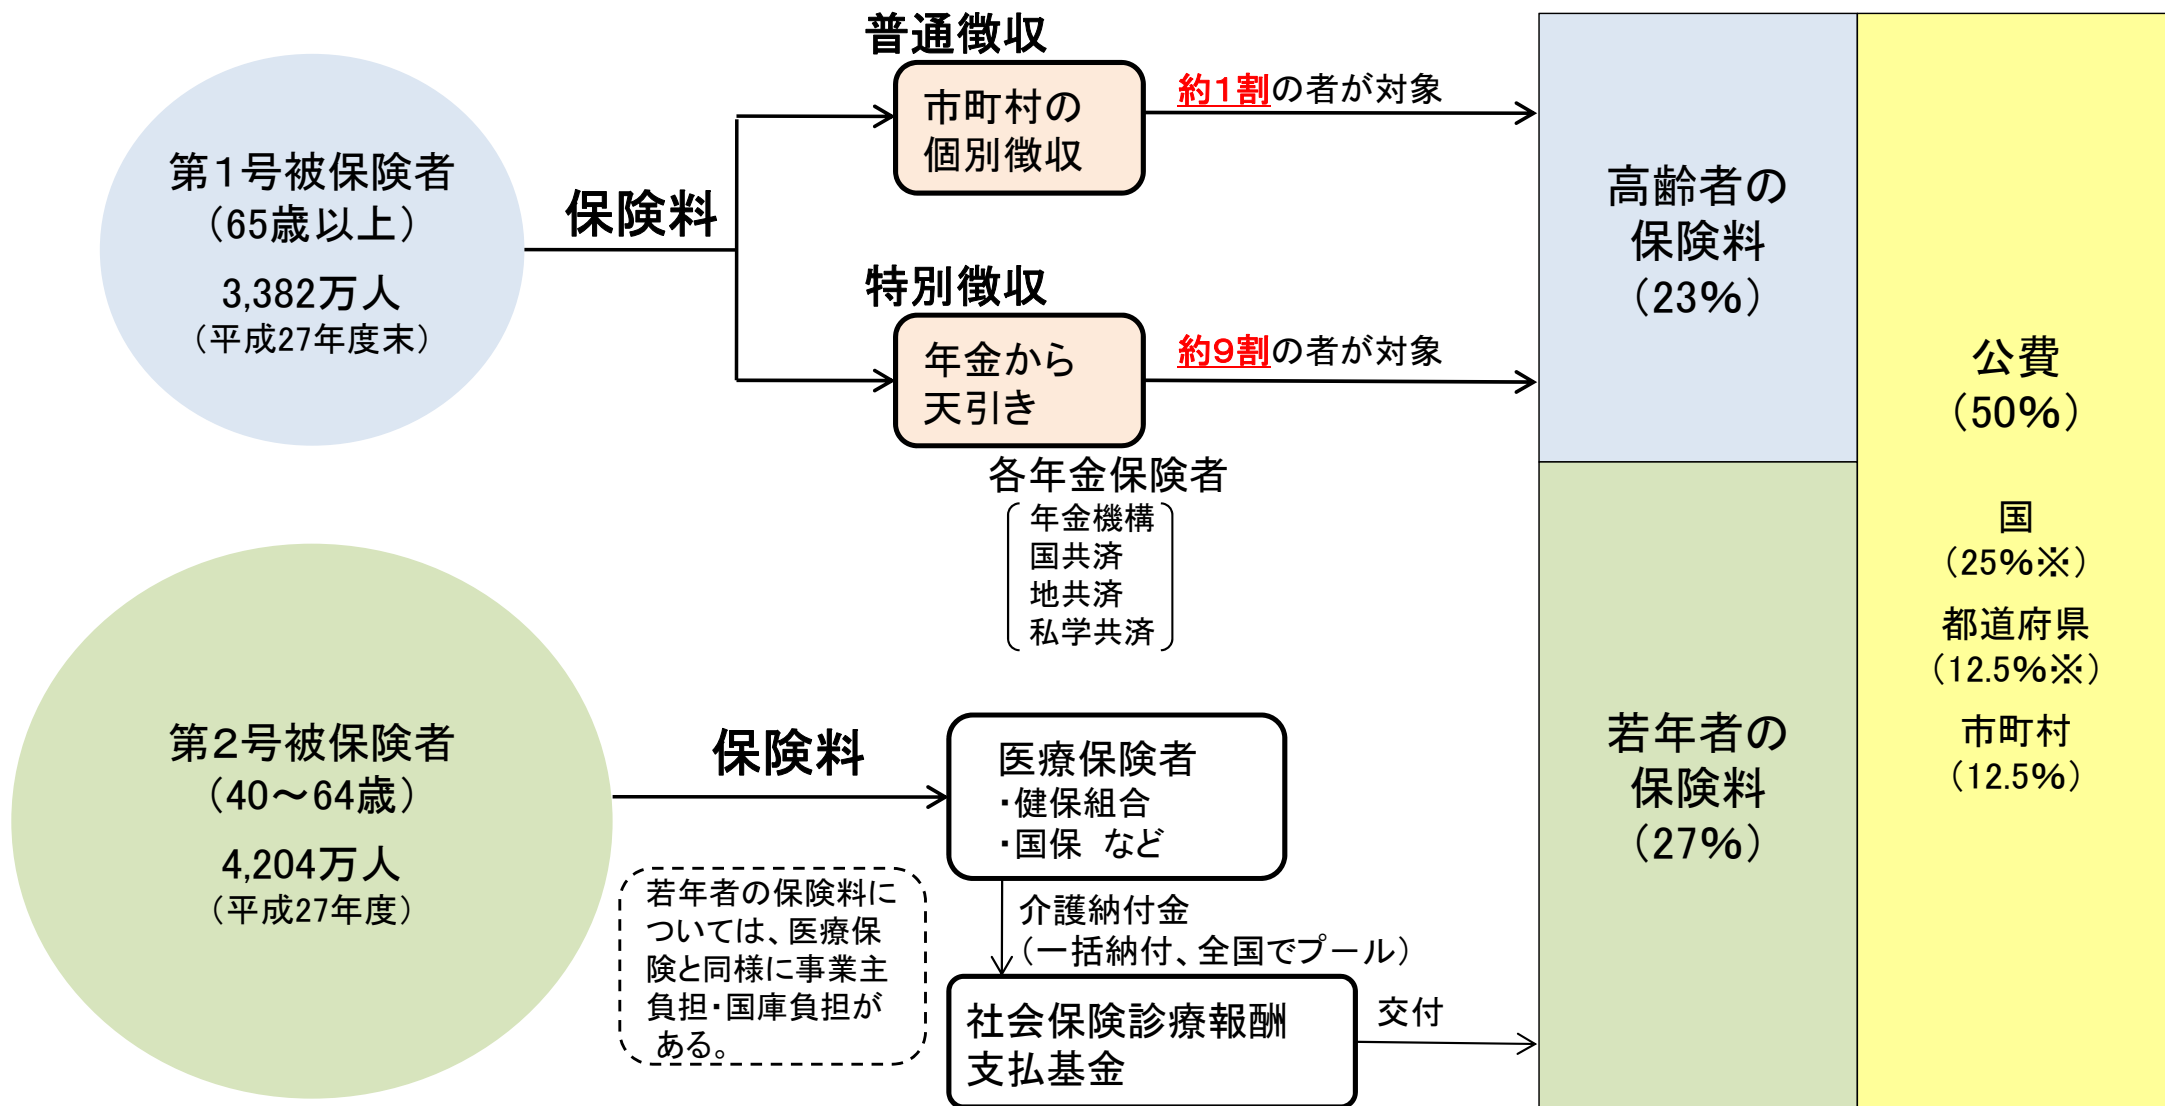 普通徴収
市町村の
個別徴収
約1割の者が対象
第1号被保険者
（65歳以上）
3,382万人
（平成27年度末）
保険料
特別徴収
年金から
天引き
約9割の者が対象
各年金保険者
年金機構
国共済
地共済
私学共済
第2号被保険者
（40～64歳）
4,204万人
（平成27年度）
保険料
医療保険者
・健保組合
・国保 など
若年者の保険料に
ついては、医療保
険と同様に事業主
負担・国庫負担が
ある。
介護納付金
（一括納付、全国でプール）
社会保険診療報酬
支払基金
交付
高齢者の
保険料
（23%）
若年者の
保険料
（27%）
公費
（50%）
国
（25%※）
都道府県
（12.5%※）
市町村
（12.5%）